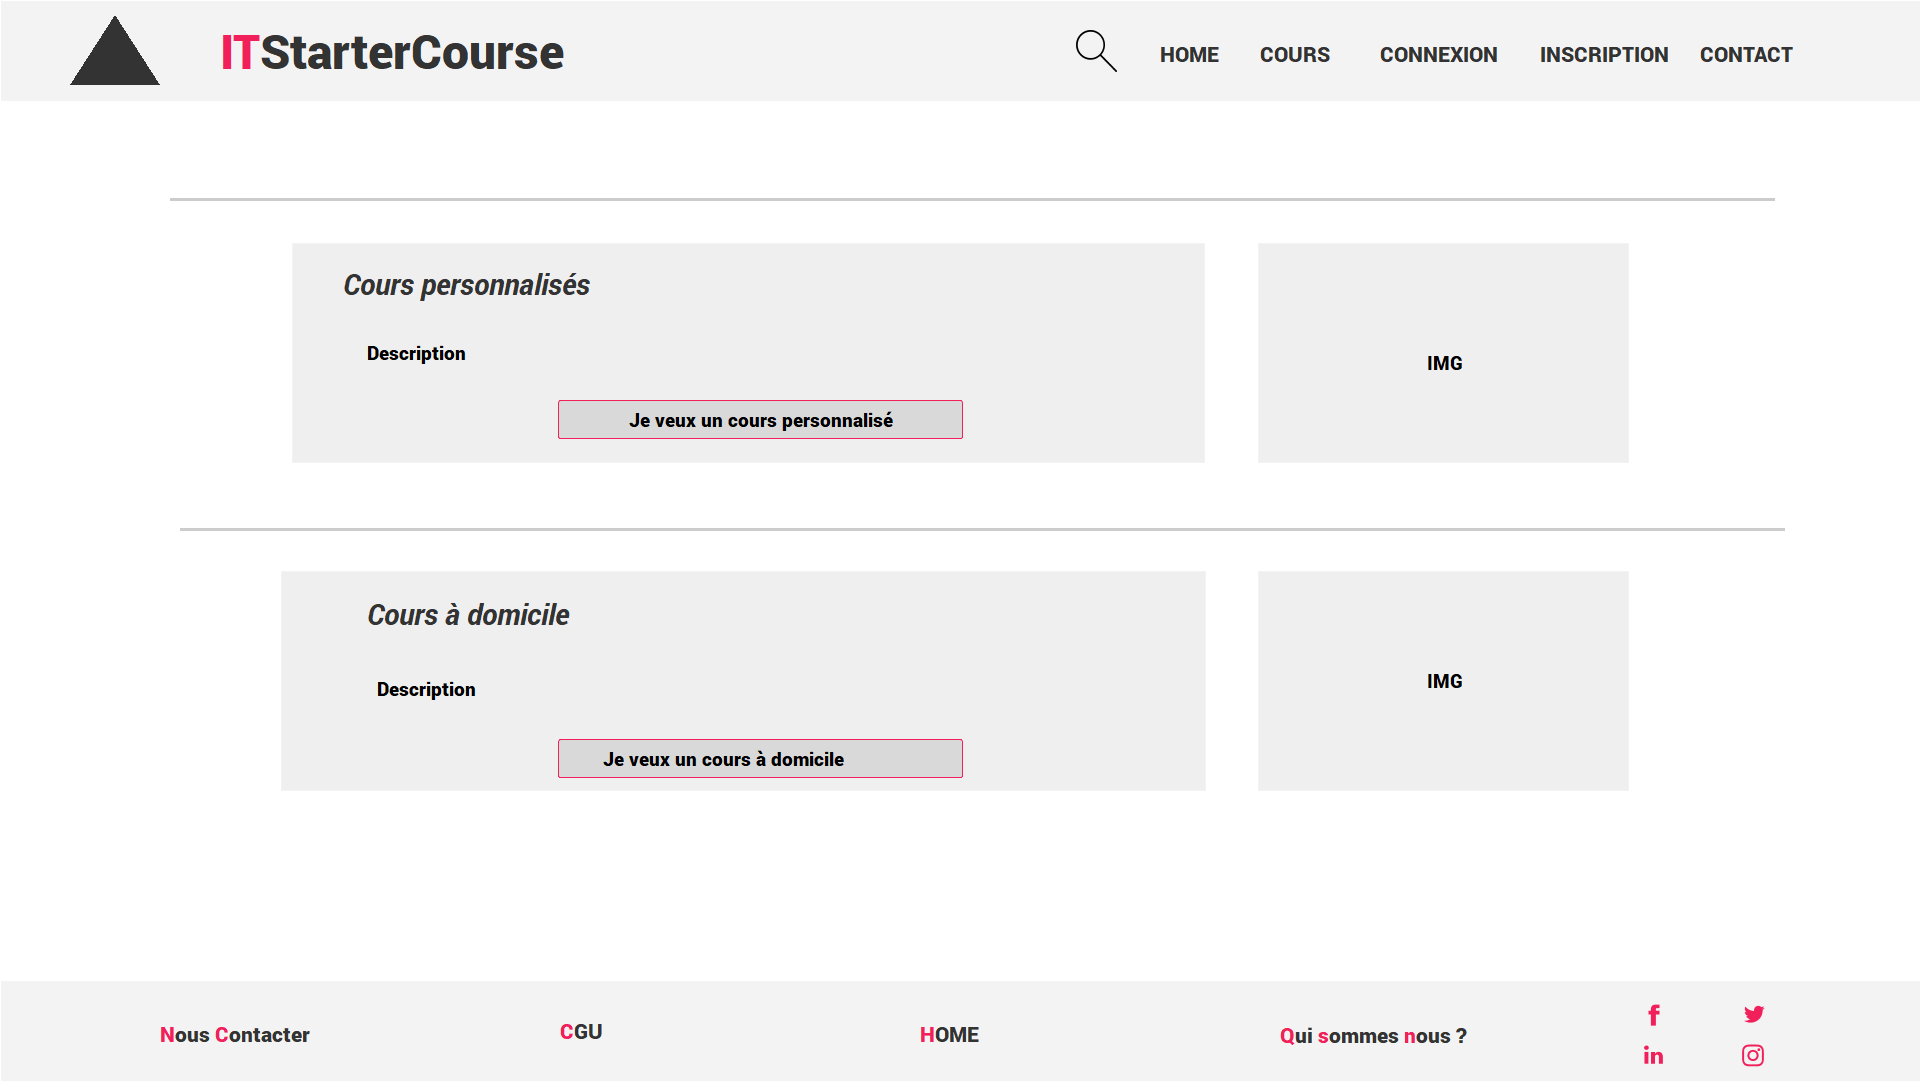 ITStarterCourse
HOME COURS CONNEXION INSCRIPTION CONTACT
Cours personnalisés
Description
Je veux un cours personnalisé
IMG
Cours à domicile
Description
Je veux un cours à domicile
IMG
Nous Contacter
CGU
HOME
Qui sommes nous ?